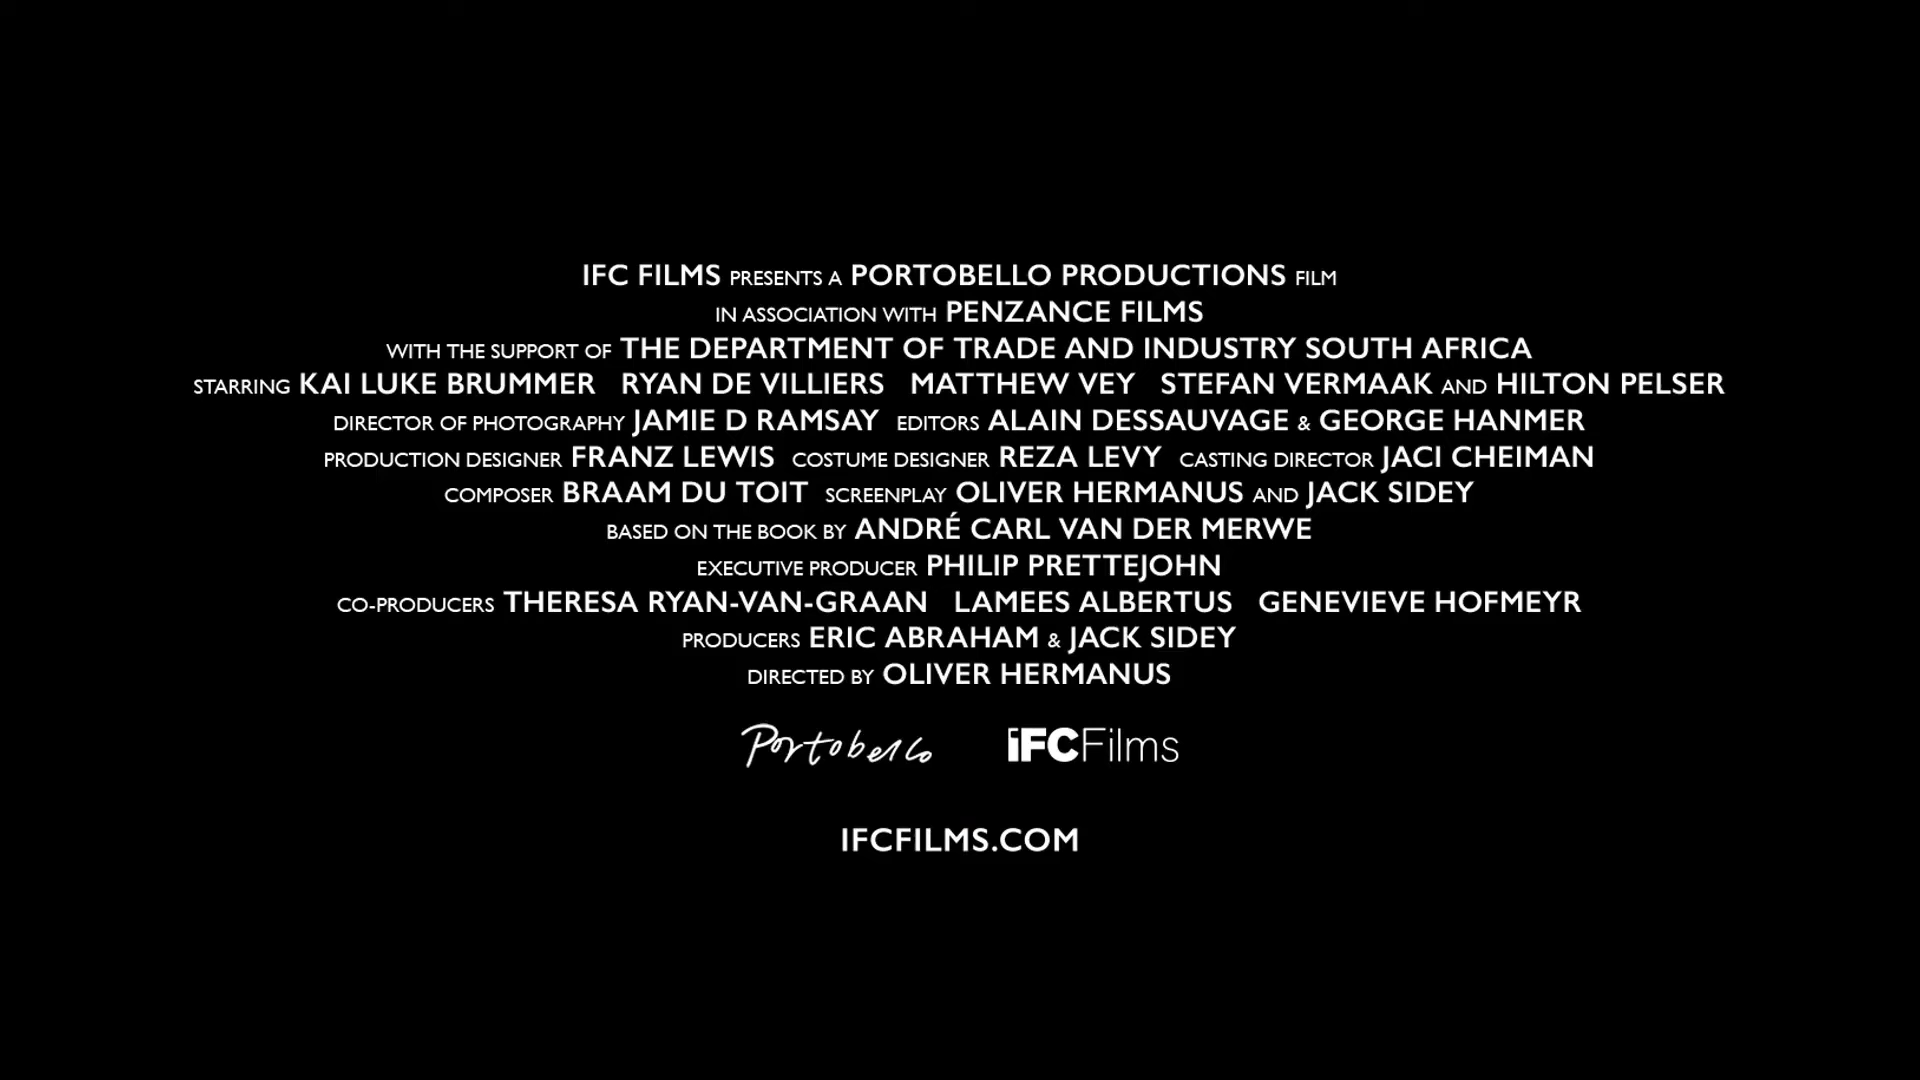 IFC FILMS PRESENTS A PORTOBELLO PRODUCTIONS FILM
IN ASSOCIATION WITH PENZANCE FILMS
WITH THE SUPPORT OF THE DEPARTMENT OF TRADE AND INDUSTRY SOUTH AFRICA
STARRING KAI LUKE BRUMMER RYAN DE VILLIERS MATTHEW VEY STEFAN VERMAAK AND HILTON PELSER
DIRECTOR OF PHOTOGRAPHY JAMIE D RAMSAY EDITORS ALAIN DESSAUVAGE & GEORGE HANMER
PRODUCTION DESIGNER FRANZ LEWIS COSTUME DESIGNER REZA LEVY CASTING DIRECTOR JACI CHEIMAN
COMPOSER BRAAM DU TOIT SCREENPLAY OLIVER HERMANUS AND JACK SIDEY
BASED ON THE BOOK BY ANDRÉ CARL VAN DER MERWE
EXECUTIVE PRODUCER PHILIP PRETTEJOHN
CO-PRODUCERS THERESA RYAN-VAN-GRAAN LAMEES ALBERTUS GENEVIEVE HOFMEYR
PRODUCERS ERIC ABRAHAM & JACK SIDEY
DIRECTED BY OLIVER HERMANUS
Portobello iFCFilms
IFCFILMS.COM